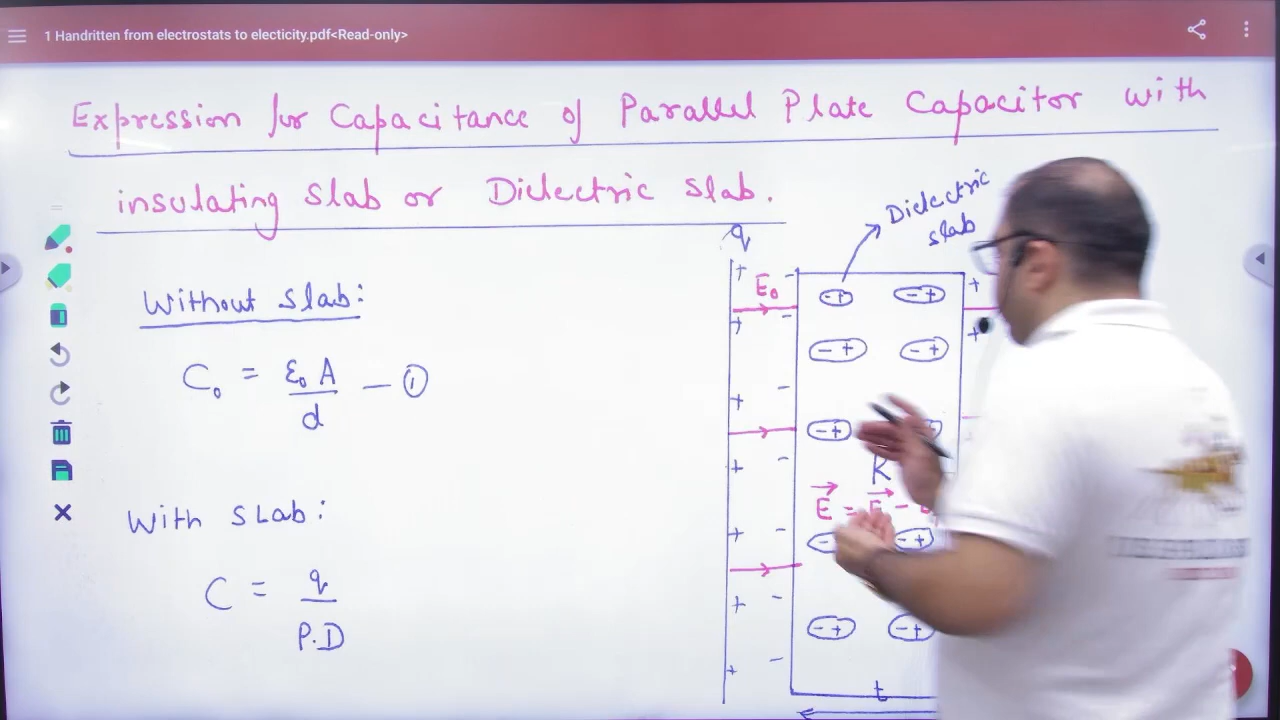 1 Handritten from electrostats to electicity.pdf<Read-only>
Expression for Capacitance of Parallel Plate Capacitor with
insulating Slab or Dielectric Slab.
Without Slab:
C₀ = ε₀ A / d — ①
With SLab:
C = q / P.D
q
Dielectric
slab
E₀
K
E = E -
t